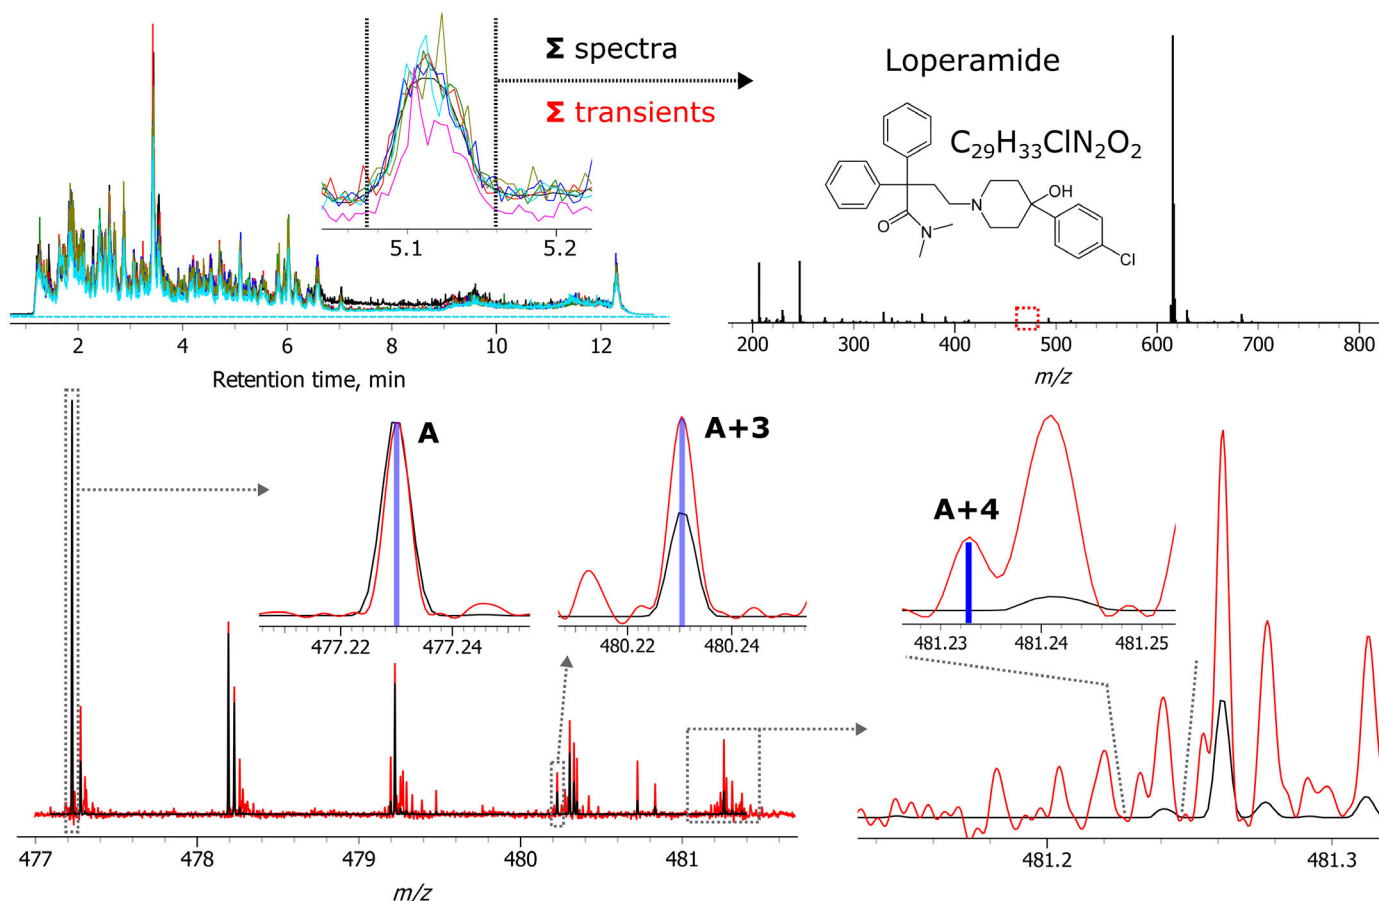 Σ spectra
Σ transients
5.1 5.2
2 4 6 8 10 12
Retention time, min
Loperamide
C₂₉H₃₃ClN₂O₂
OH
N
O
N
Cl
200 300 400 500 600 700 800
m/z
A
477.22 477.24
A+3
480.22 480.24
A+4
481.23 481.24 481.25
477 478 479 480 481
m/z
481.2 481.3